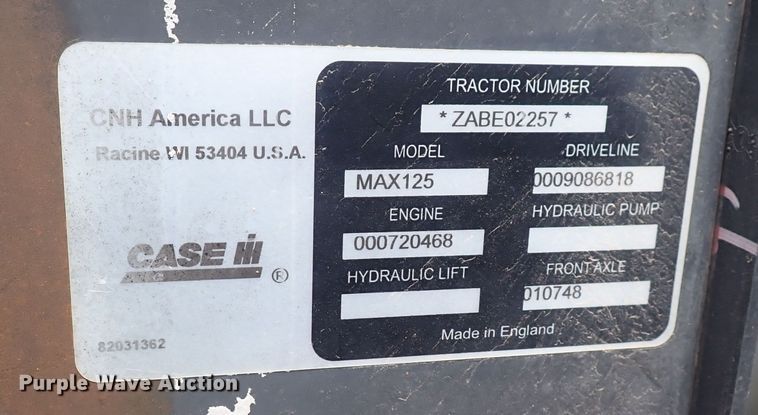 CNH America LLC
Racine WI 53404 U.S.A.
CASE IH
®
82031362
TRACTOR NUMBER
* ZABE02257 *
MODEL DRIVELINE
MAX125 0009086818
ENGINE HYDRAULIC PUMP
000720468
HYDRAULIC LIFT FRONT AXLE
010748
Made in England
Purple Wave Auction